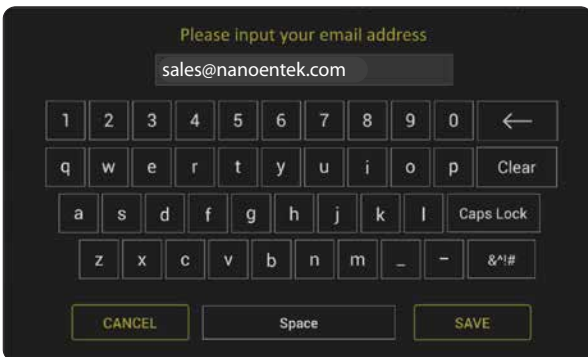 Please input your email address
sales@nanoentek.com
1 2 3 4 5 6 7 8 9 0 ←
q w e r t y u i o p Clear
a s d f g h j k l Caps Lock
z x c v b n m _ - &^!#
CANCEL Space SAVE